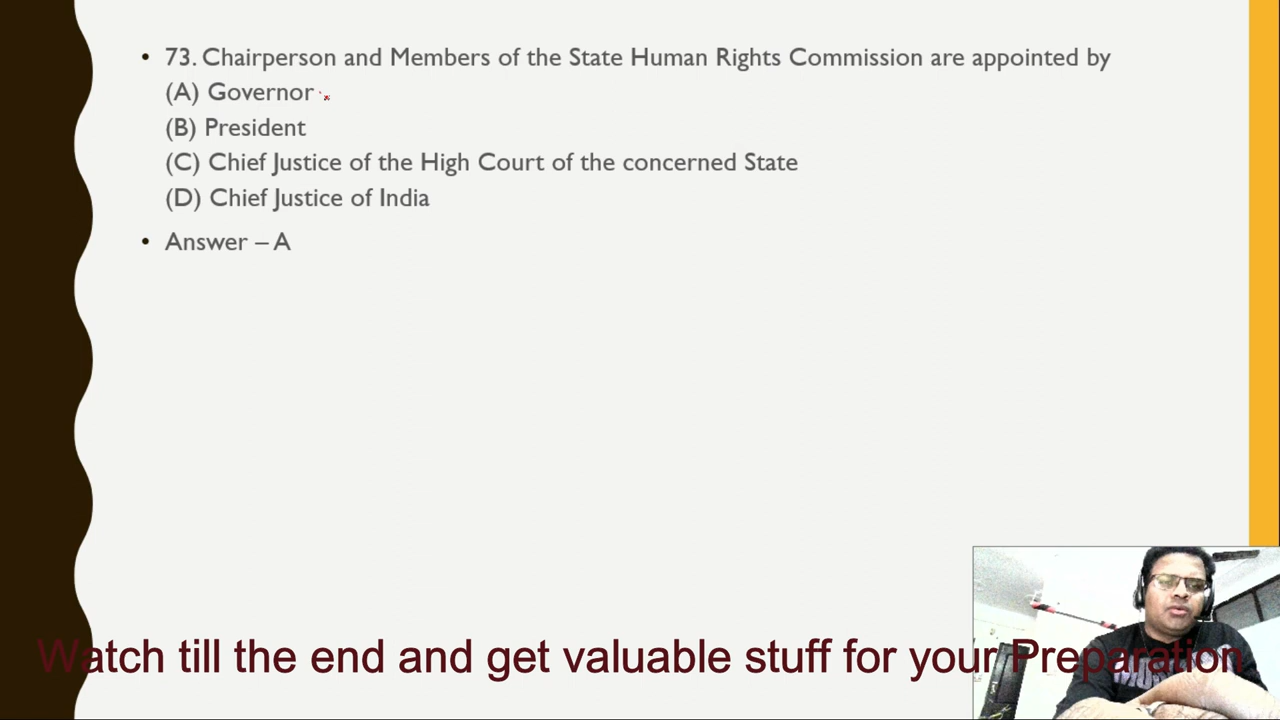 • 73. Chairperson and Members of the State Human Rights Commission are appointed by
(A) Governor
(B) President
(C) Chief Justice of the High Court of the concerned State
(D) Chief Justice of India
• Answer – A
Watch till the end and get valuable stuff for your Preparation